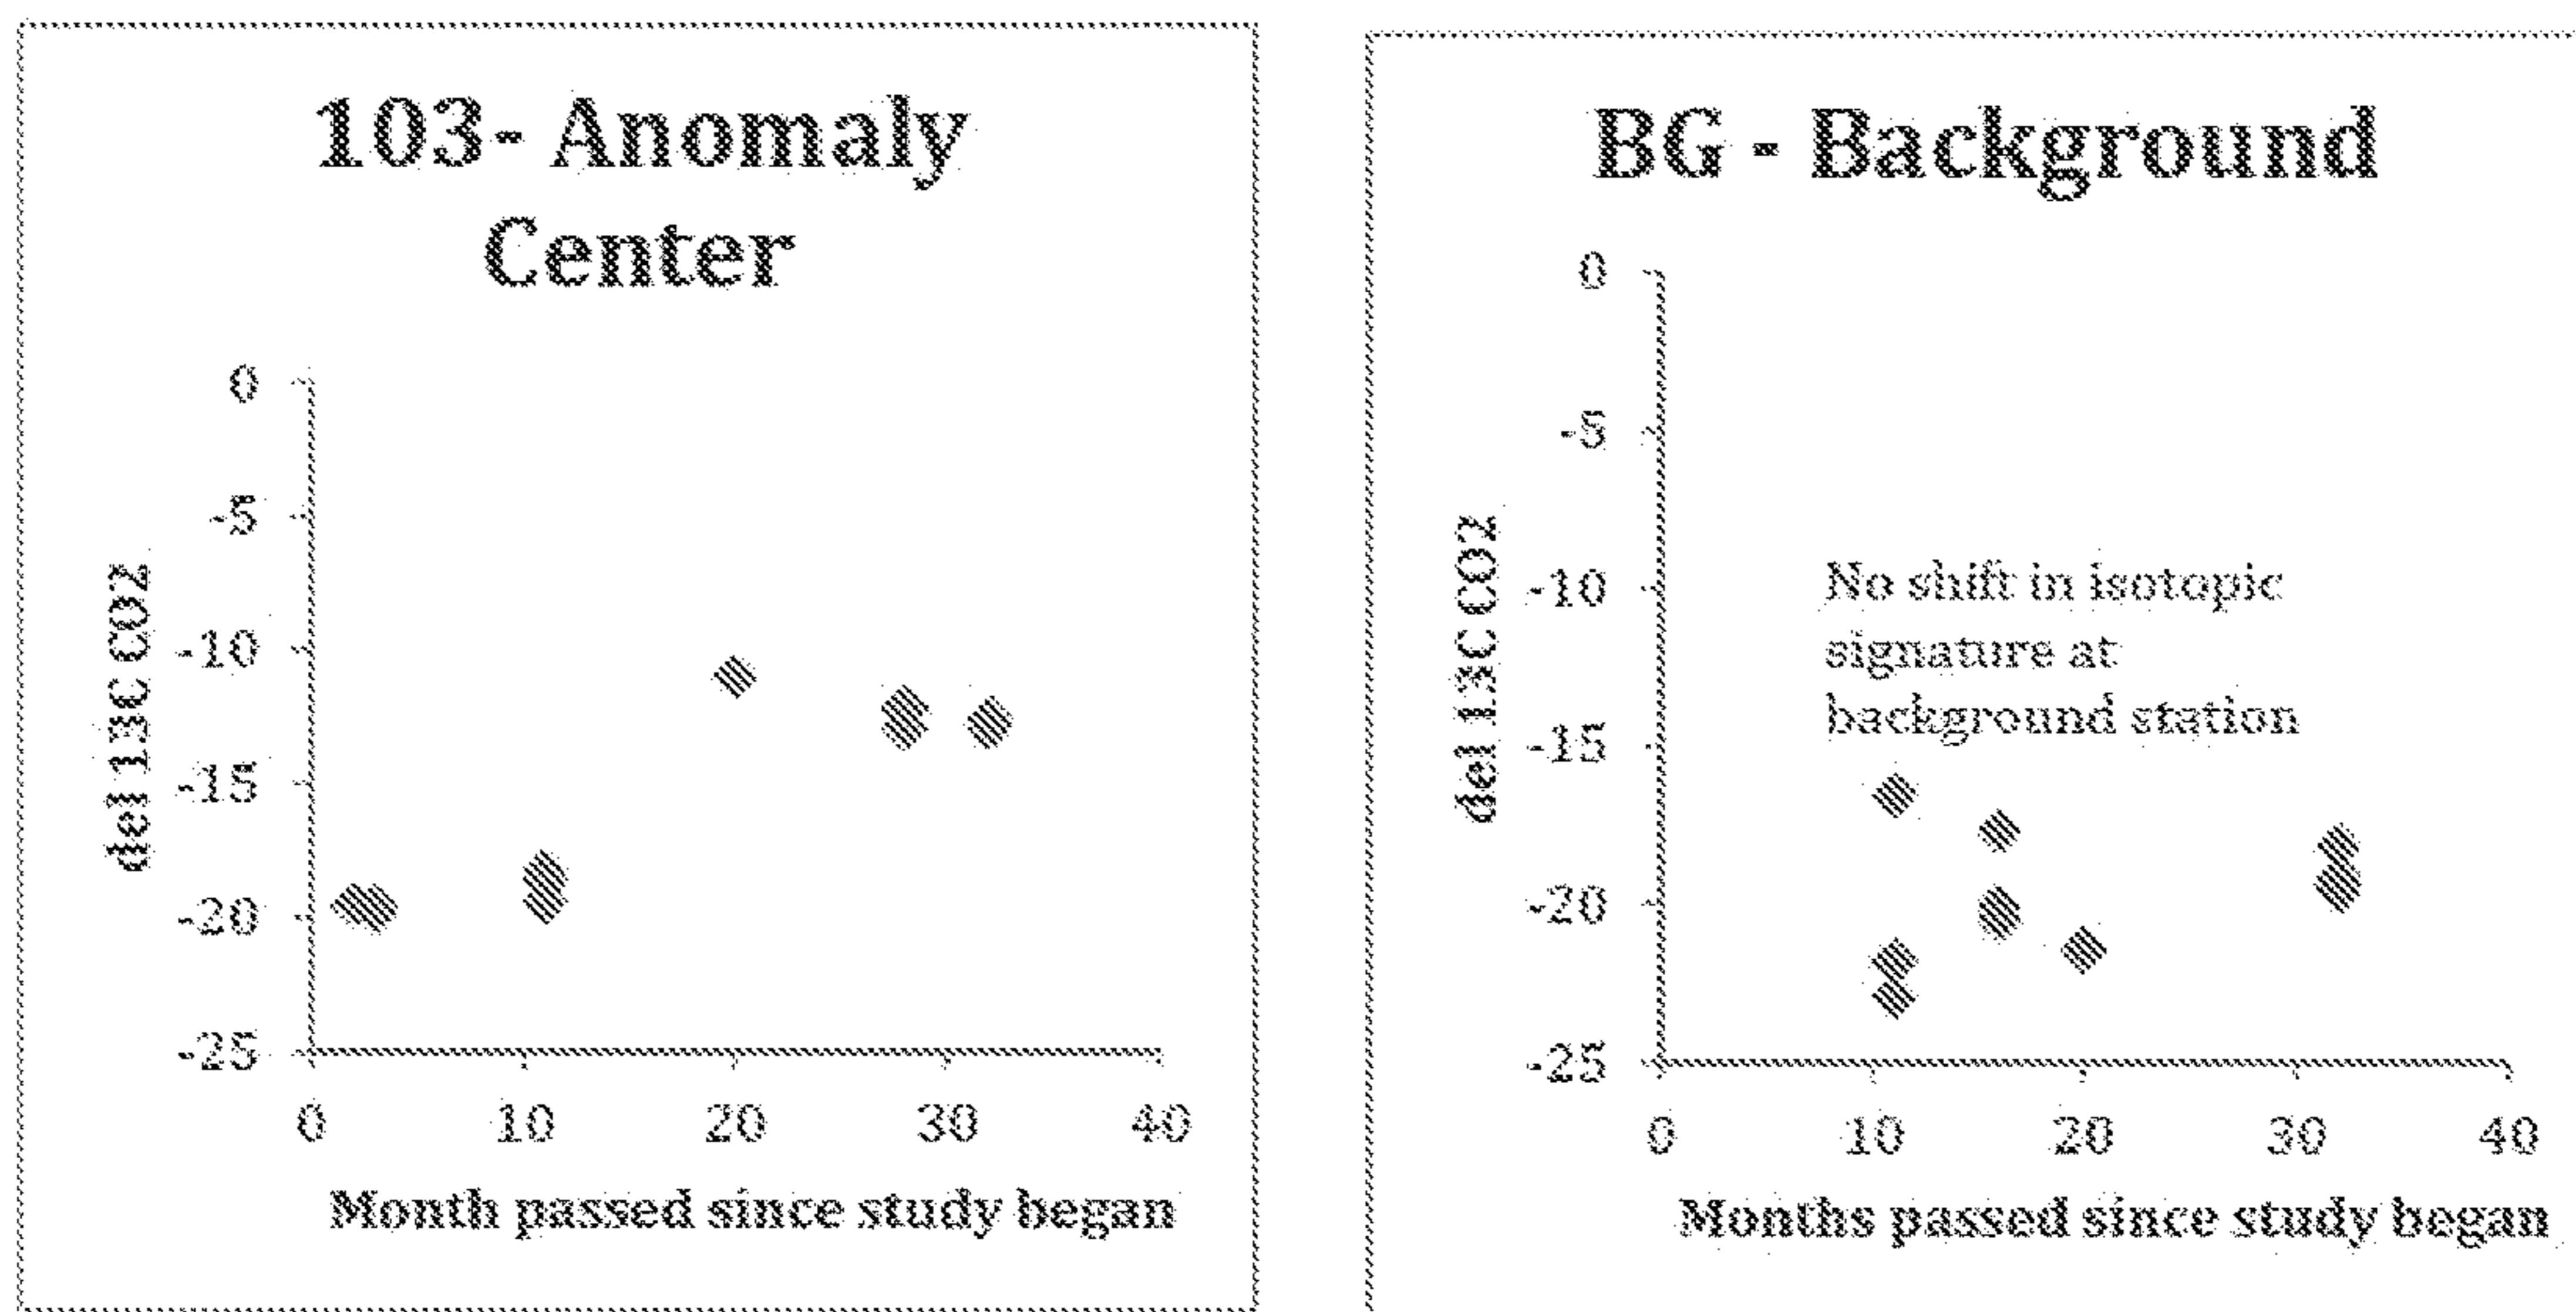 103- Anomaly
Center
0
-5
-10
-15
-20
-25
0 10 20 30 40
del 13C CO2
Month passed since study began
BG - Background
0
-5
-10
-15
-20
-25
0 10 20 30 40
del 13C CO2
No shift in isotopic
signature at
background station
Months passed since study began